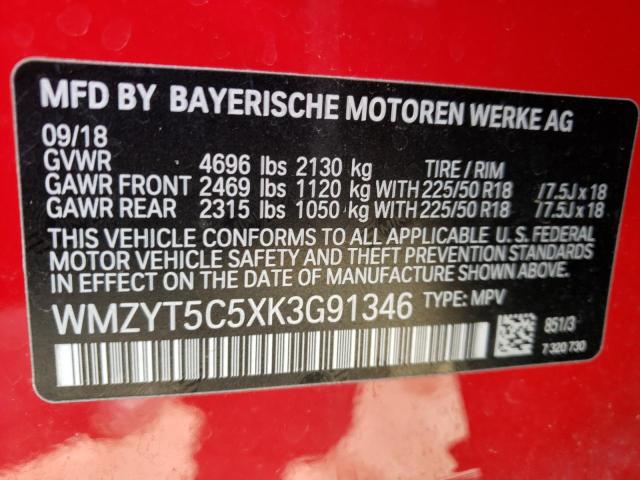 MFD BY BAYERISCHE MOTOREN WERKE AG
09/18
GVWR 4696 lbs 2130 kg TIRE / RIM
GAWR FRONT 2469 lbs 1120 kg WITH 225/50 R18 /7.5J x 18
GAWR REAR 2315 lbs 1050 kg WITH 225/50 R18 /7.5J x 18
THIS VEHICLE CONFORMS TO ALL APPLICABLE U. S. FEDERAL
MOTOR VEHICLE SAFETY AND THEFT PREVENTION STANDARDS
IN EFFECT ON THE DATE OF MANUFACTURE SHOWN ABOVE.
WMZYT5C5XK3G91346 TYPE: MPV
851/3
7 320 730